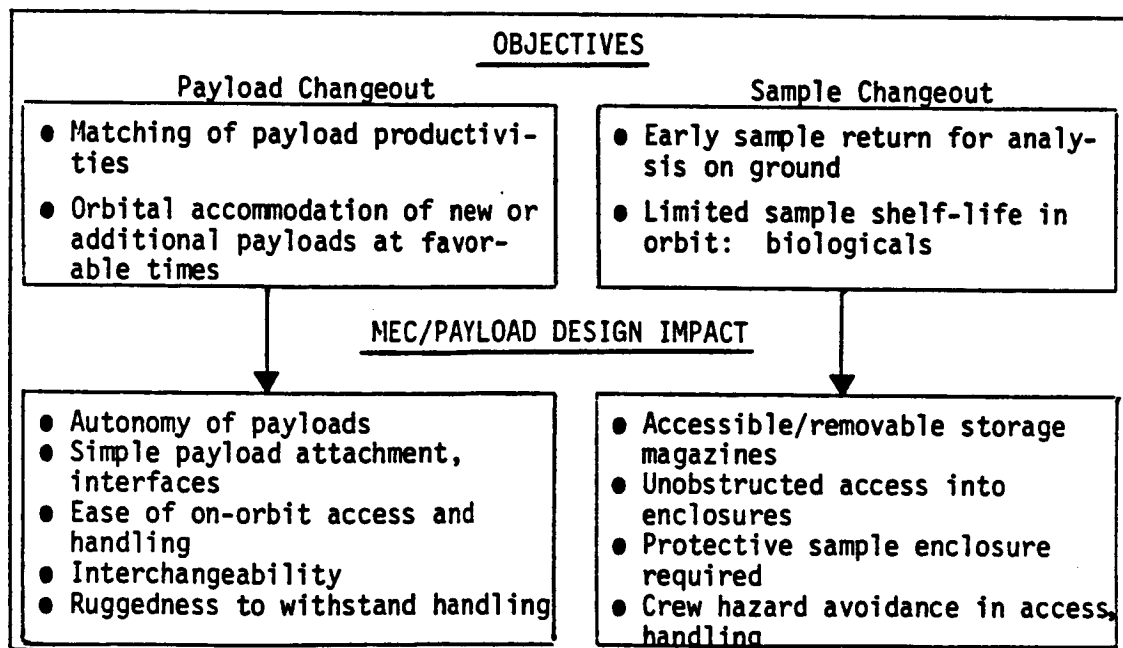 OBJECTIVES
Payload Changeout
● Matching of payload productivi-
ties
● Orbital accommodation of new or
additional payloads at favor-
able times
Sample Changeout
● Early sample return for analy-
sis on ground
● Limited sample shelf-life in
orbit: biologicals
MEC/PAYLOAD DESIGN IMPACT
● Autonomy of payloads
● Simple payload attachment,
interfaces
● Ease of on-orbit access and
handling
● Interchangeability
● Ruggedness to withstand handling
● Accessible/removable storage
magazines
● Unobstructed access into
enclosures
● Protective sample enclosure
required
● Crew hazard avoidance in access,
handling